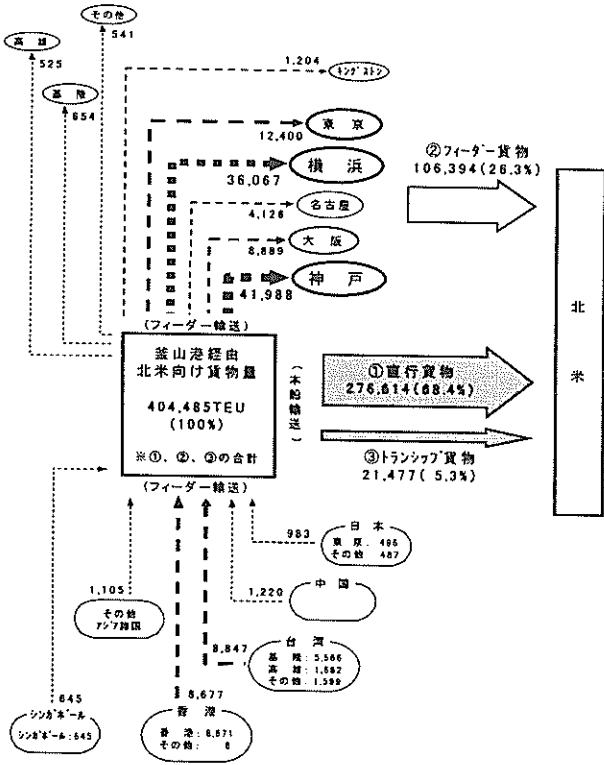 その他
541
高雄
525
基隆
654
1,204
キングストン
東京
12,400
横浜
36,067
名古屋
4,126
大阪
8,889
神戸
41,988
②フィーダー貨物
106,394(26.3%)
北米
(フィーダー輸送)
釜山港経由
北米向け貨物量
404,485TEU
(100%)
※①、②、③の合計
(本船輸送)
①直行貨物
276,614(68.4%)
③トランシップ貨物
21,477( 5.3%)
(フィーダー輸送)
983
日本
東京: 496
その他 487
1,105
その他
アジア諸国
1,220
中国
8,847
台湾
基隆: 5,566
高雄: 1,682
その他: 1,599
645
シンガポール
シンガポール: 645
8,677
香港
香港: 8,671
その他: 6